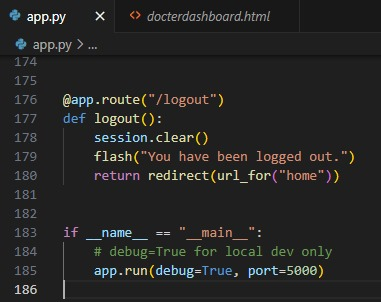 app.py
docterdashboard.html
app.py > ...
174
175
176 @app.route("/logout")
177 def logout():
178 session.clear()
179 flash("You have been logged out.")
180 return redirect(url_for("home"))
181
182
183 if __name__ == "__main__":
184 # debug=True for local dev only
185 app.run(debug=True, port=5000)
186